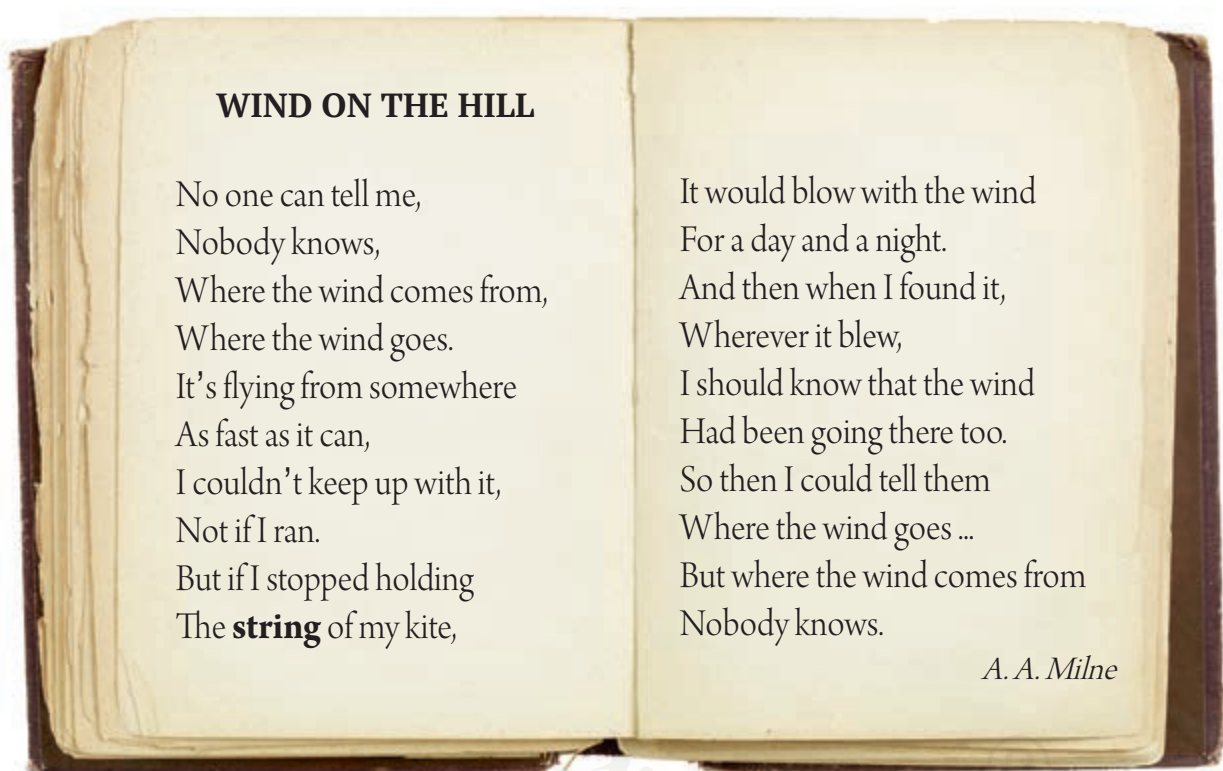 WIND ON THE HILL
No one can tell me,
Nobody knows,
Where the wind comes from,
Where the wind goes.
It's flying from somewhere
As fast as it can,
I couldn't keep up with it,
Not if I ran.
But if I stopped holding
The string of my kite,
It would blow with the wind
For a day and a night.
And then when I found it,
Wherever it blew,
I should know that the wind
Had been going there too.
So then I could tell them
Where the wind goes ...
But where the wind comes from
Nobody knows.
A. A. Milne